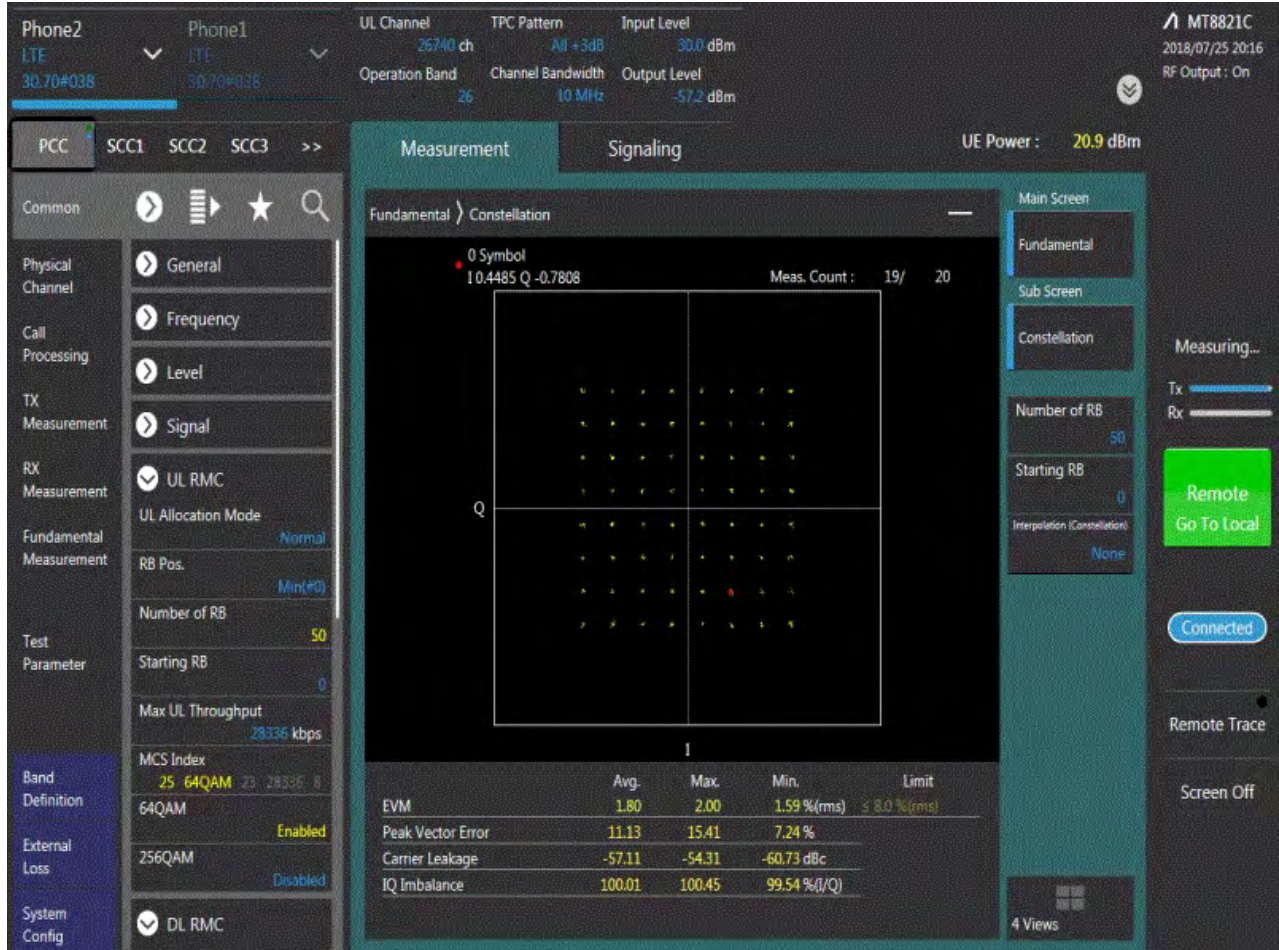 Phone2
LTE
30.70#038
Phone1
LTE
30.70#038
UL Channel
26740 ch
TPC Pattern
All +3dB
Input Level
30.0 dBm
Operation Band
26
Channel Bandwidth
10 MHz
Output Level
-57.2 dBm
MT8821C
2018/07/25 20:16
RF Output : On
PCC SCC1 SCC2 SCC3 >>
Measurement
Signaling
UE Power : 20.9 dBm
Common
Physical
Channel
Call
Processing
TX
Measurement
RX
Measurement
Fundamental
Measurement
Test
Parameter
Band
Definition
External
Loss
System
Config
General
Frequency
Level
Signal
UL RMC
UL Allocation Mode
Normal
RB Pos.
Min(#0)
Number of RB
50
Starting RB
0
Max UL Throughput
28336 kbps
MCS Index
25 64QAM 23 28336 8
64QAM
Enabled
256QAM
Disabled
DL RMC
Fundamental 〉 Constellation
0 Symbol
I 0.4485 Q -0.7808
Meas. Count : 19/ 20
Q
I
Avg. Max. Min. Limit
EVM 1.80 2.00 1.59 %(rms) ≤ 8.0 %(rms)
Peak Vector Error 11.13 15.41 7.24 %
Carrier Leakage -57.11 -54.31 -60.73 dBc
IQ Imbalance 100.01 100.45 99.54 %(I/Q)
Main Screen
Fundamental
Sub Screen
Constellation
Number of RB
50
Starting RB
0
Interpolation (Constellation)
None
4 Views
Measuring...
Tx
Rx
Remote
Go To Local
Connected
Remote Trace
Screen Off